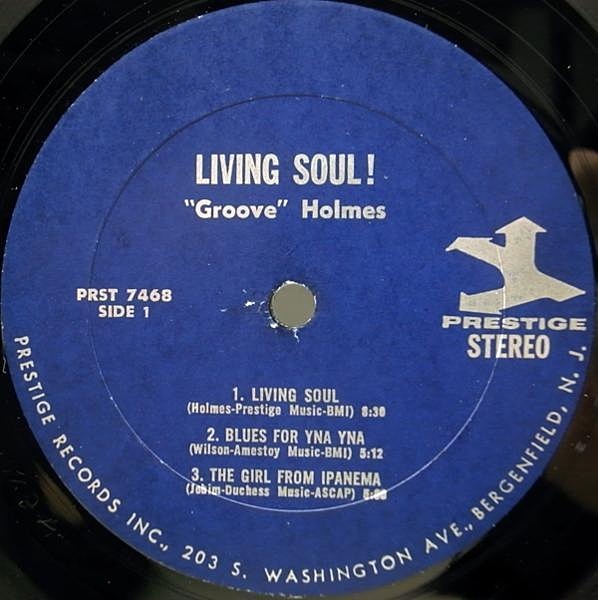 LIVING SOUL!
"Groove" Holmes
PRST 7468
SIDE 1
PRESTIGE
STEREO
1. LIVING SOUL
(Holmes-Prestige Music-BMI) 8:30
2. BLUES FOR YNA YNA
(Wilson-Amestoy Music-BMI) 5:12
3. THE GIRL FROM IPANEMA
(Jobim-Duchess Music-ASCAP)
PRESTIGE RECORDS INC., 203 S. WASHINGTON AVE., BERGENFIELD, N. J.